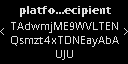 platfo…ecipient
< TAdwmjME9WVLTEN >
Qsmzt4xTDNEayAbA
UJU